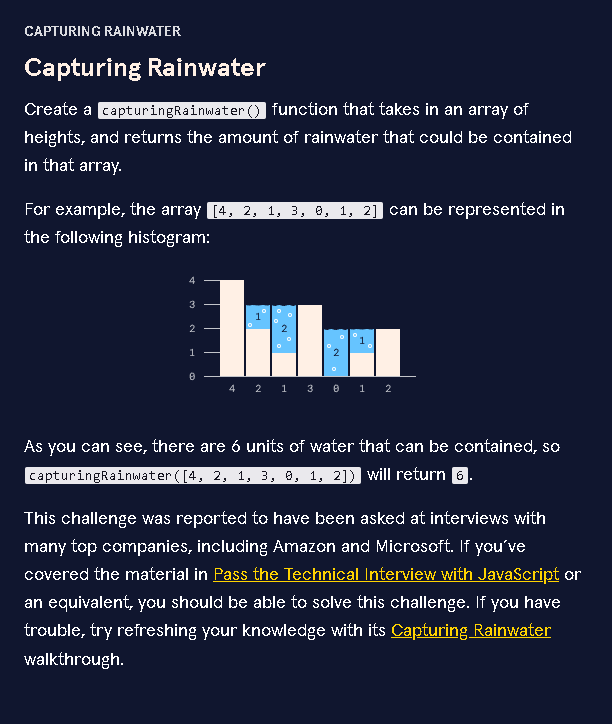 CAPTURING RAINWATER
Capturing Rainwater
Create a capturingRainwater() function that takes in an array of
heights, and returns the amount of rainwater that could be contained
in that array.
For example, the array [4, 2, 1, 3, 0, 1, 2] can be represented in
the following histogram:
4
3
2
1
0
1
2
2
1
4 2 1 3 0 1 2
As you can see, there are 6 units of water that can be contained, so
capturingRainwater([4, 2, 1, 3, 0, 1, 2]) will return 6.
This challenge was reported to have been asked at interviews with
many top companies, including Amazon and Microsoft. If you’ve
covered the material in Pass the Technical Interview with JavaScript or
an equivalent, you should be able to solve this challenge. If you have
trouble, try refreshing your knowledge with its Capturing Rainwater
walkthrough.